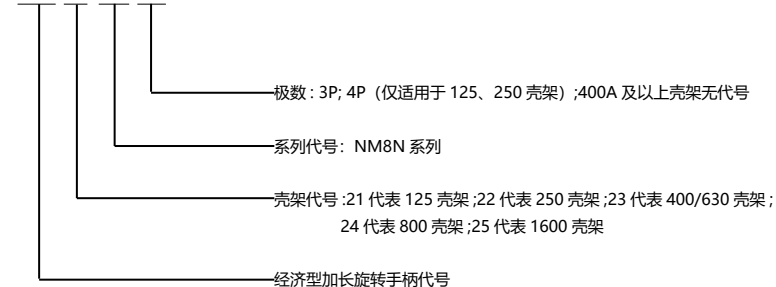 极数 : 3P; 4P（仅适用于 125、250 壳架）;400A 及以上壳架无代号
系列代号：NM8N 系列
壳架代号 :21 代表 125 壳架 ;22 代表 250 壳架 ;23 代表 400/630 壳架 ;
24 代表 800 壳架 ;25 代表 1600 壳架
经济型加长旋转手柄代号